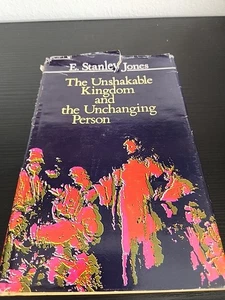 E. Stanley Jones
The Unshakable
Kingdom
and
the Unchanging
Person